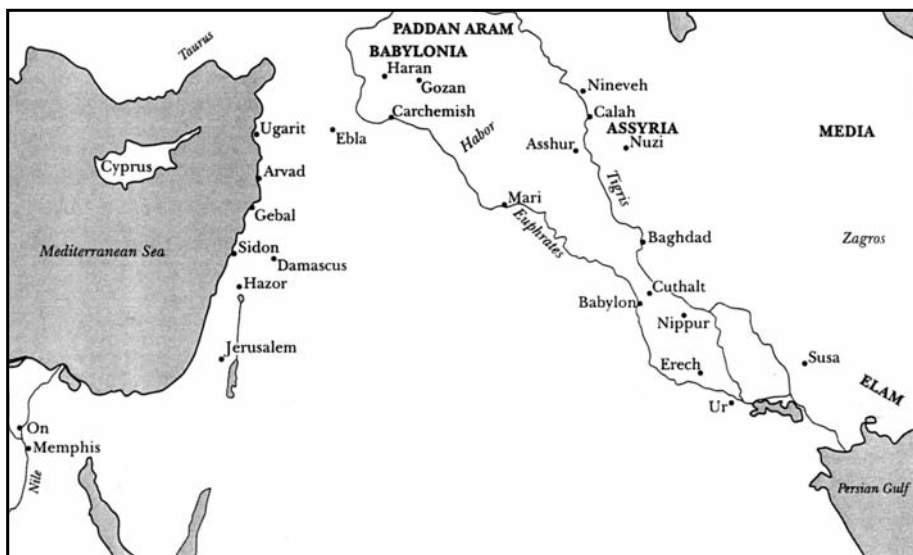 PADDAN ARAM
Taurus
BABYLONIA
Haran
Gozan
Nineveh
Carchemish
Calah
Ugarit
Ebla
Habor
ASSYRIA
MEDIA
Asshur
Nuzi
Cyprus
Arvad
Tigris
Mari
Gebal
Euphrates
Mediterranean Sea
Sidon
Damascus
Baghdad
Zagros
Hazor
Cuthalt
Babylon
Nippur
Jerusalem
Erech
Susa
ELAM
Ur
On
Memphis
Nile
Persian Gulf